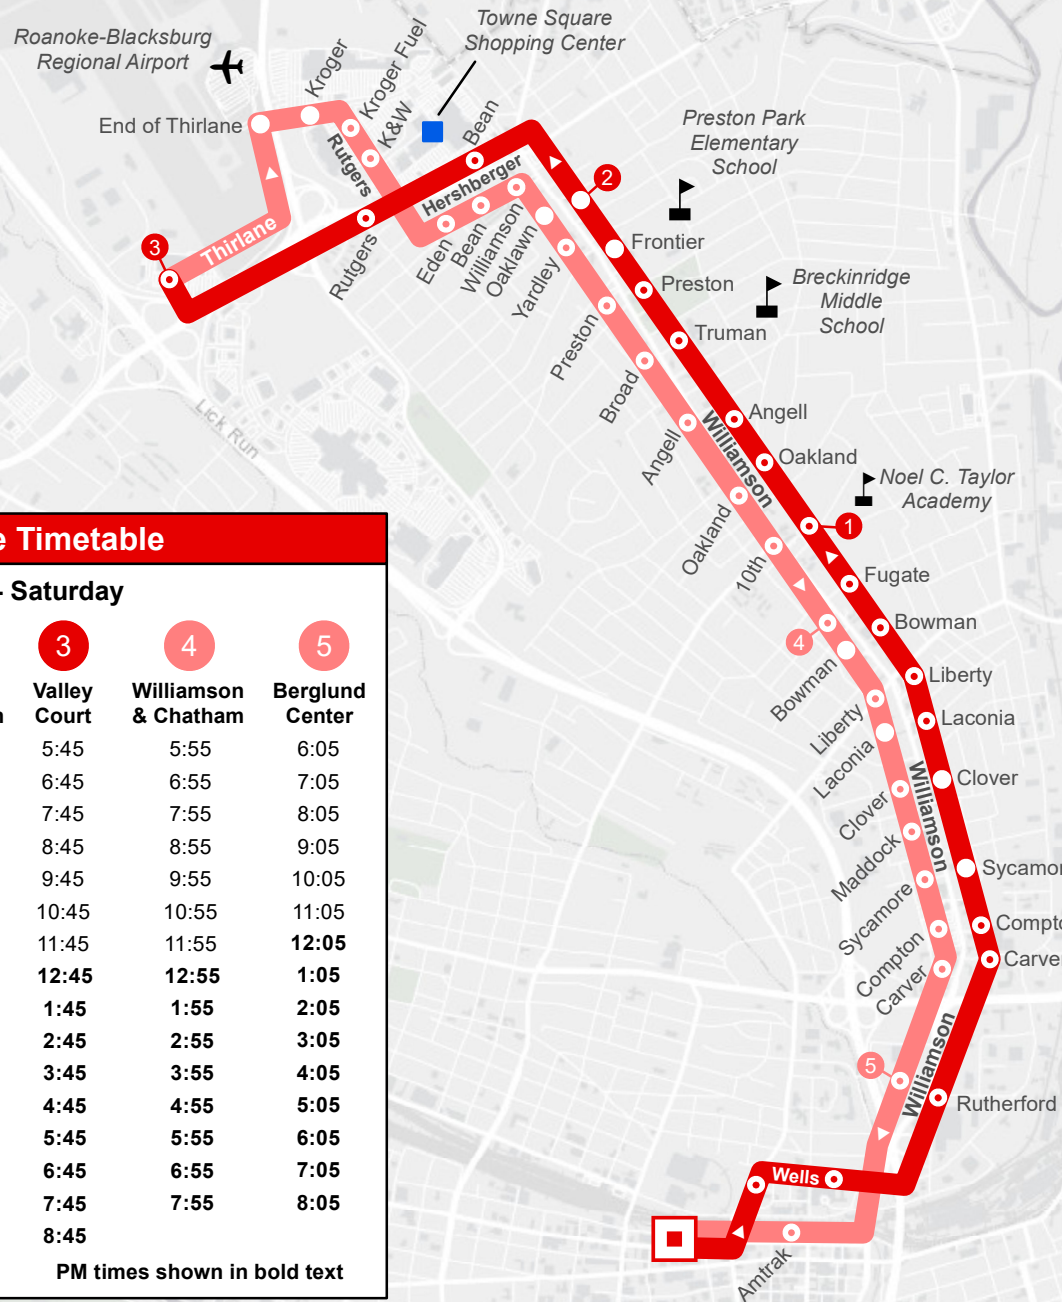 Towne Square
Shopping Center
Roanoke-Blacksburg
Regional Airport
Kroger
Kroger Fuel
K&W
End of Thirlane
Rutgers
Bean
Hershberger
Preston Park
Elementary
School
2
3
Thirlane
Rutgers
Eden
Bean
Williamson
Oaklawn
Yardley
Frontier
Preston
Breckinridge
Middle
School
Truman
Preston
Broad
Angell
Angell
Williamson
Oakland
Noel C. Taylor
Academy
Lick Run
Oakland
1
10th
Fugate
4
Bowman
Bowman
Liberty
Liberty
Laconia
Laconia
Clover
Clover
Williamson
Maddock
Sycamore
Sycamor
Compton
Compto
Carver
Carver
Williamson
5
Rutherford
Wells
Amtrak
e Timetable
- Saturday
3 4 5
Valley Williamson Berglund
n Court & Chatham Center
5:45 5:55 6:05
6:45 6:55 7:05
7:45 7:55 8:05
8:45 8:55 9:05
9:45 9:55 10:05
10:45 10:55 11:05
11:45 11:55 12:05
12:45 12:55 1:05
1:45 1:55 2:05
2:45 2:55 3:05
3:45 3:55 4:05
4:45 4:55 5:05
5:45 5:55 6:05
6:45 6:55 7:05
7:45 7:55 8:05
8:45
PM times shown in bold text